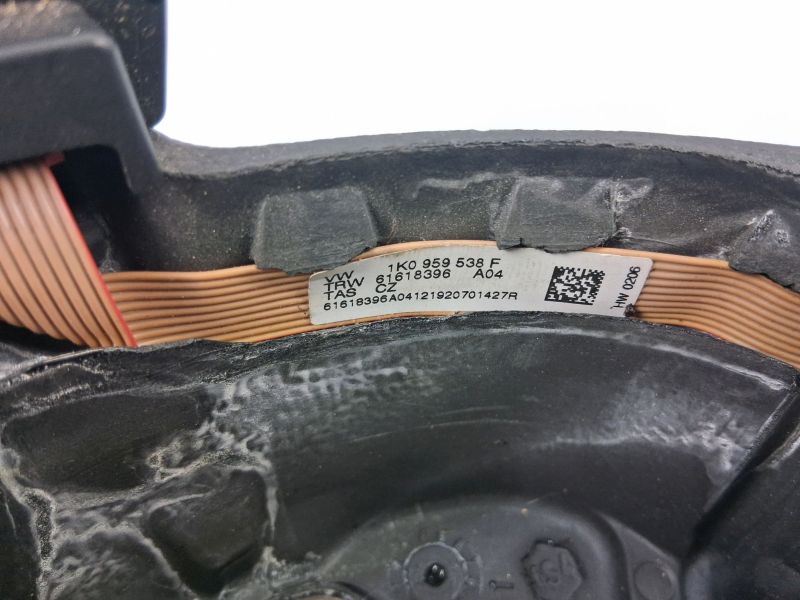 VW 1K0 959 538 F
TRW 61618396 A04
TAS CZ
61618396A04121920701427R
HW 0206